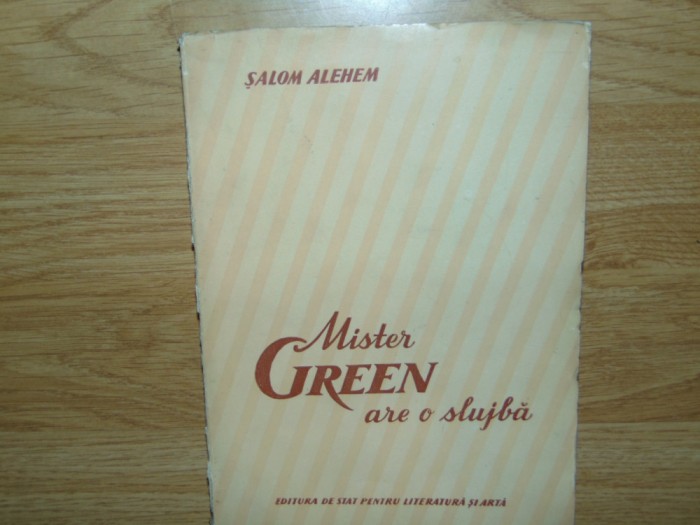 ȘALOM ALEHEM
Mister
GREEN
are o slujbă
EDITURA DE STAT PENTRU LITERATURĂ ȘI ARTĂ